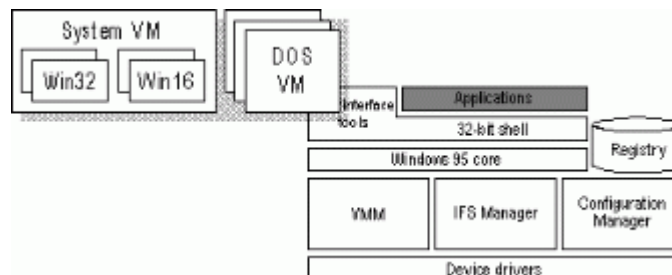 System VM
Win32
Win16
DOS
VM
Applications
interface
tools
32-bit shell
Registry
Windows 95 core
VMM
IFS Manager
Configuration
Manager
Device drivers